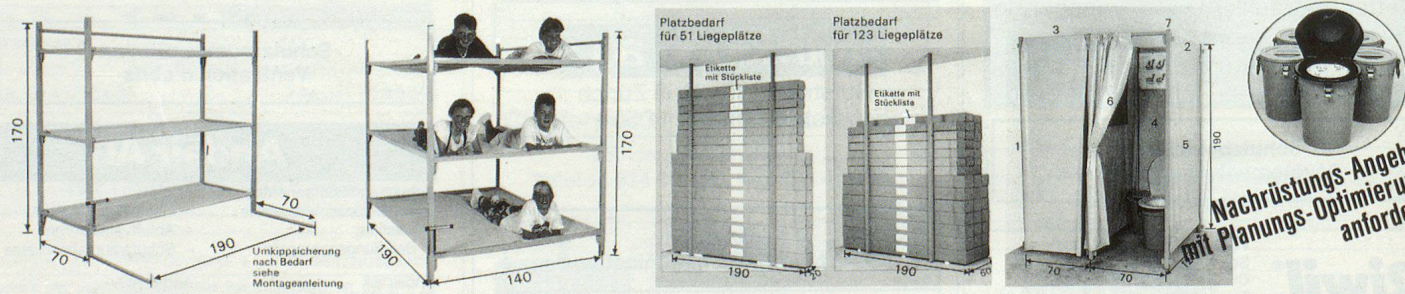 170
70
190
70
Umkippsicherung
nach Bedarf
siehe
Montageanleitung
190
140
170
Platzbedarf
für 51 Liegeplätze
Etikette
mit Stückliste
190
Platzbedarf
für 123 Liegeplätze
Etikette mit
Stückliste
190
60
3
7
2
6
4
1
5
190
70
70
Nachrüstungs-Angeb
mit Planungs-Optimieru
anforde